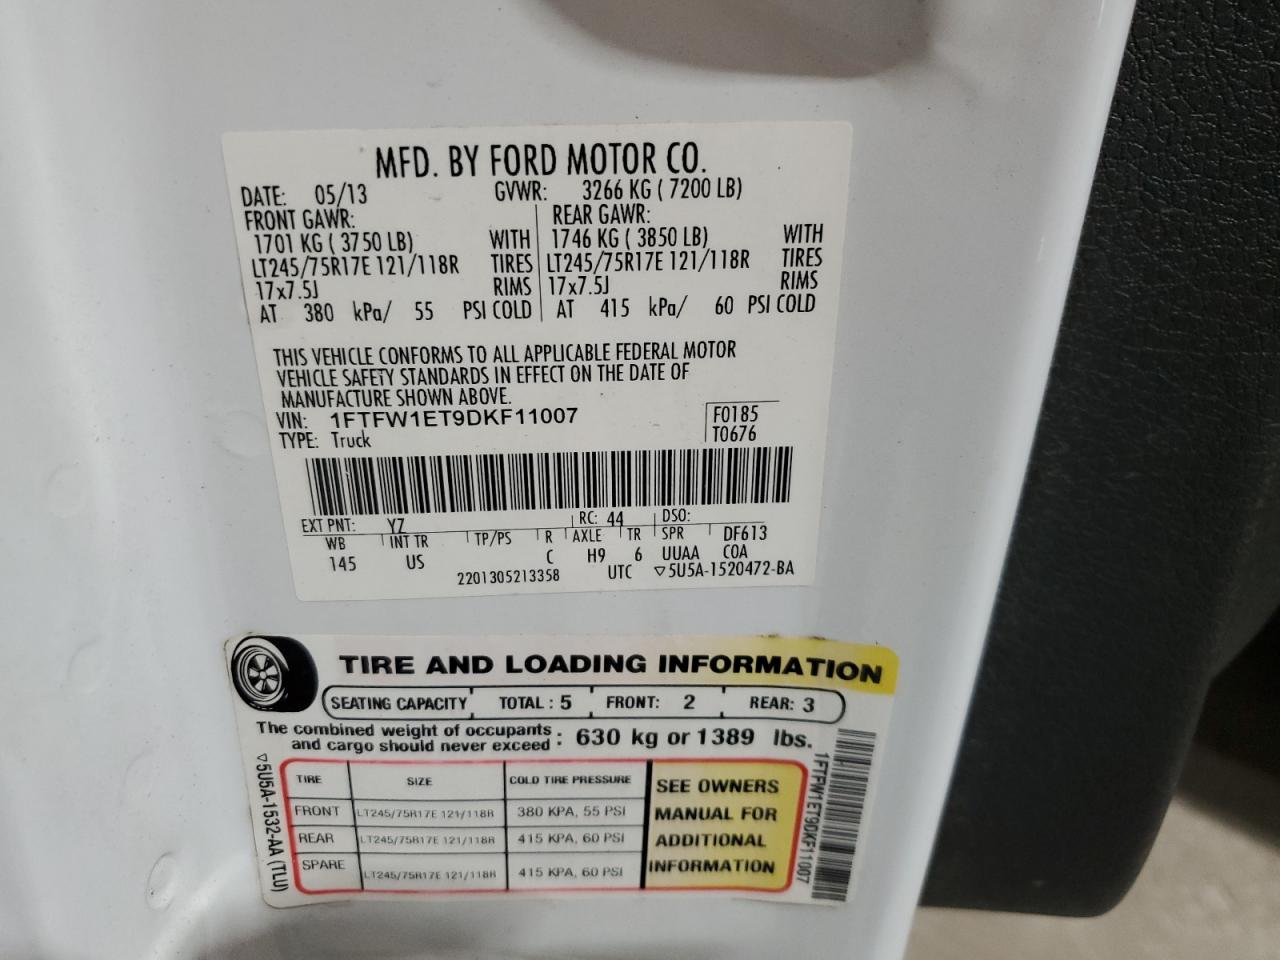 MFD. BY FORD MOTOR CO.
DATE: 05/13 GVWR: 3266 KG ( 7200 LB)
FRONT GAWR: REAR GAWR:
1701 KG ( 3750 LB) WITH 1746 KG ( 3850 LB) WITH
LT245/75R17E 121/118R TIRES LT245/75R17E 121/118R TIRES
17x7.5J RIMS 17x7.5J RIMS
AT 380 kPa/ 55 PSI COLD AT 415 kPa/ 60 PSI COLD
THIS VEHICLE CONFORMS TO ALL APPLICABLE FEDERAL MOTOR
VEHICLE SAFETY STANDARDS IN EFFECT ON THE DATE OF
MANUFACTURE SHOWN ABOVE.
VIN: 1FTFW1ET9DKF11007 F0185
TYPE: Truck T0676
EXT PNT: YZ RC: 44 DSO:
WB INT TR TP/PS R AXLE TR SPR DF613
145 US C H9 6 UUAA COA
2201305213358 UTC ▽5U5A-1520472-BA
TIRE AND LOADING INFORMATION
SEATING CAPACITY TOTAL : 5 FRONT: 2 REAR: 3
The combined weight of occupants
and cargo should never exceed : 630 kg or 1389 lbs.
TIRE SIZE COLD TIRE PRESSURE
FRONT LT245/75R17E 121/118R 380 KPA, 55 PSI
REAR LT245/75R17E 121/118R 415 KPA, 60 PSI
SPARE LT245/75R17E 121/118R 415 KPA, 60 PSI
SEE OWNERS
MANUAL FOR
ADDITIONAL
INFORMATION
▽5U5A-1532-AA (TLU)
1FTFW1ET9DKF11007